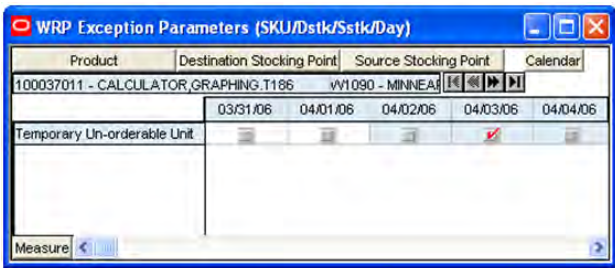 WRP Exception Parameters (SKU/Dstk/Sstk/Day)
Product Destination Stocking Point Source Stocking Point Calendar
100037011 - CALCULATOR,GRAPHING.T186 W1090 - MINNEAP
03/31/06 04/01/06 04/02/06 04/03/06 04/04/06
Temporary Un-orderable Unit
Measure